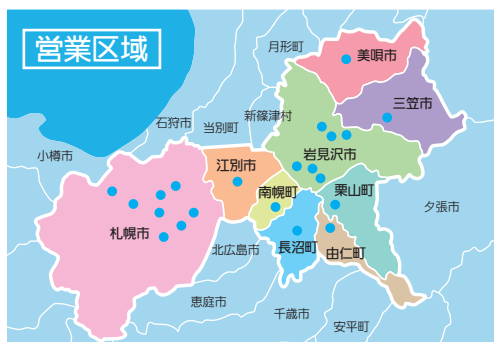 営業区域
月形町
美唄市
三笠市
新篠津村
石狩市
当別町
小樽市
岩見沢市
江別市
南幌町
栗山町
夕張市
札幌市
北広島市
長沼町
由仁町
恵庭市
千歳市
安平町